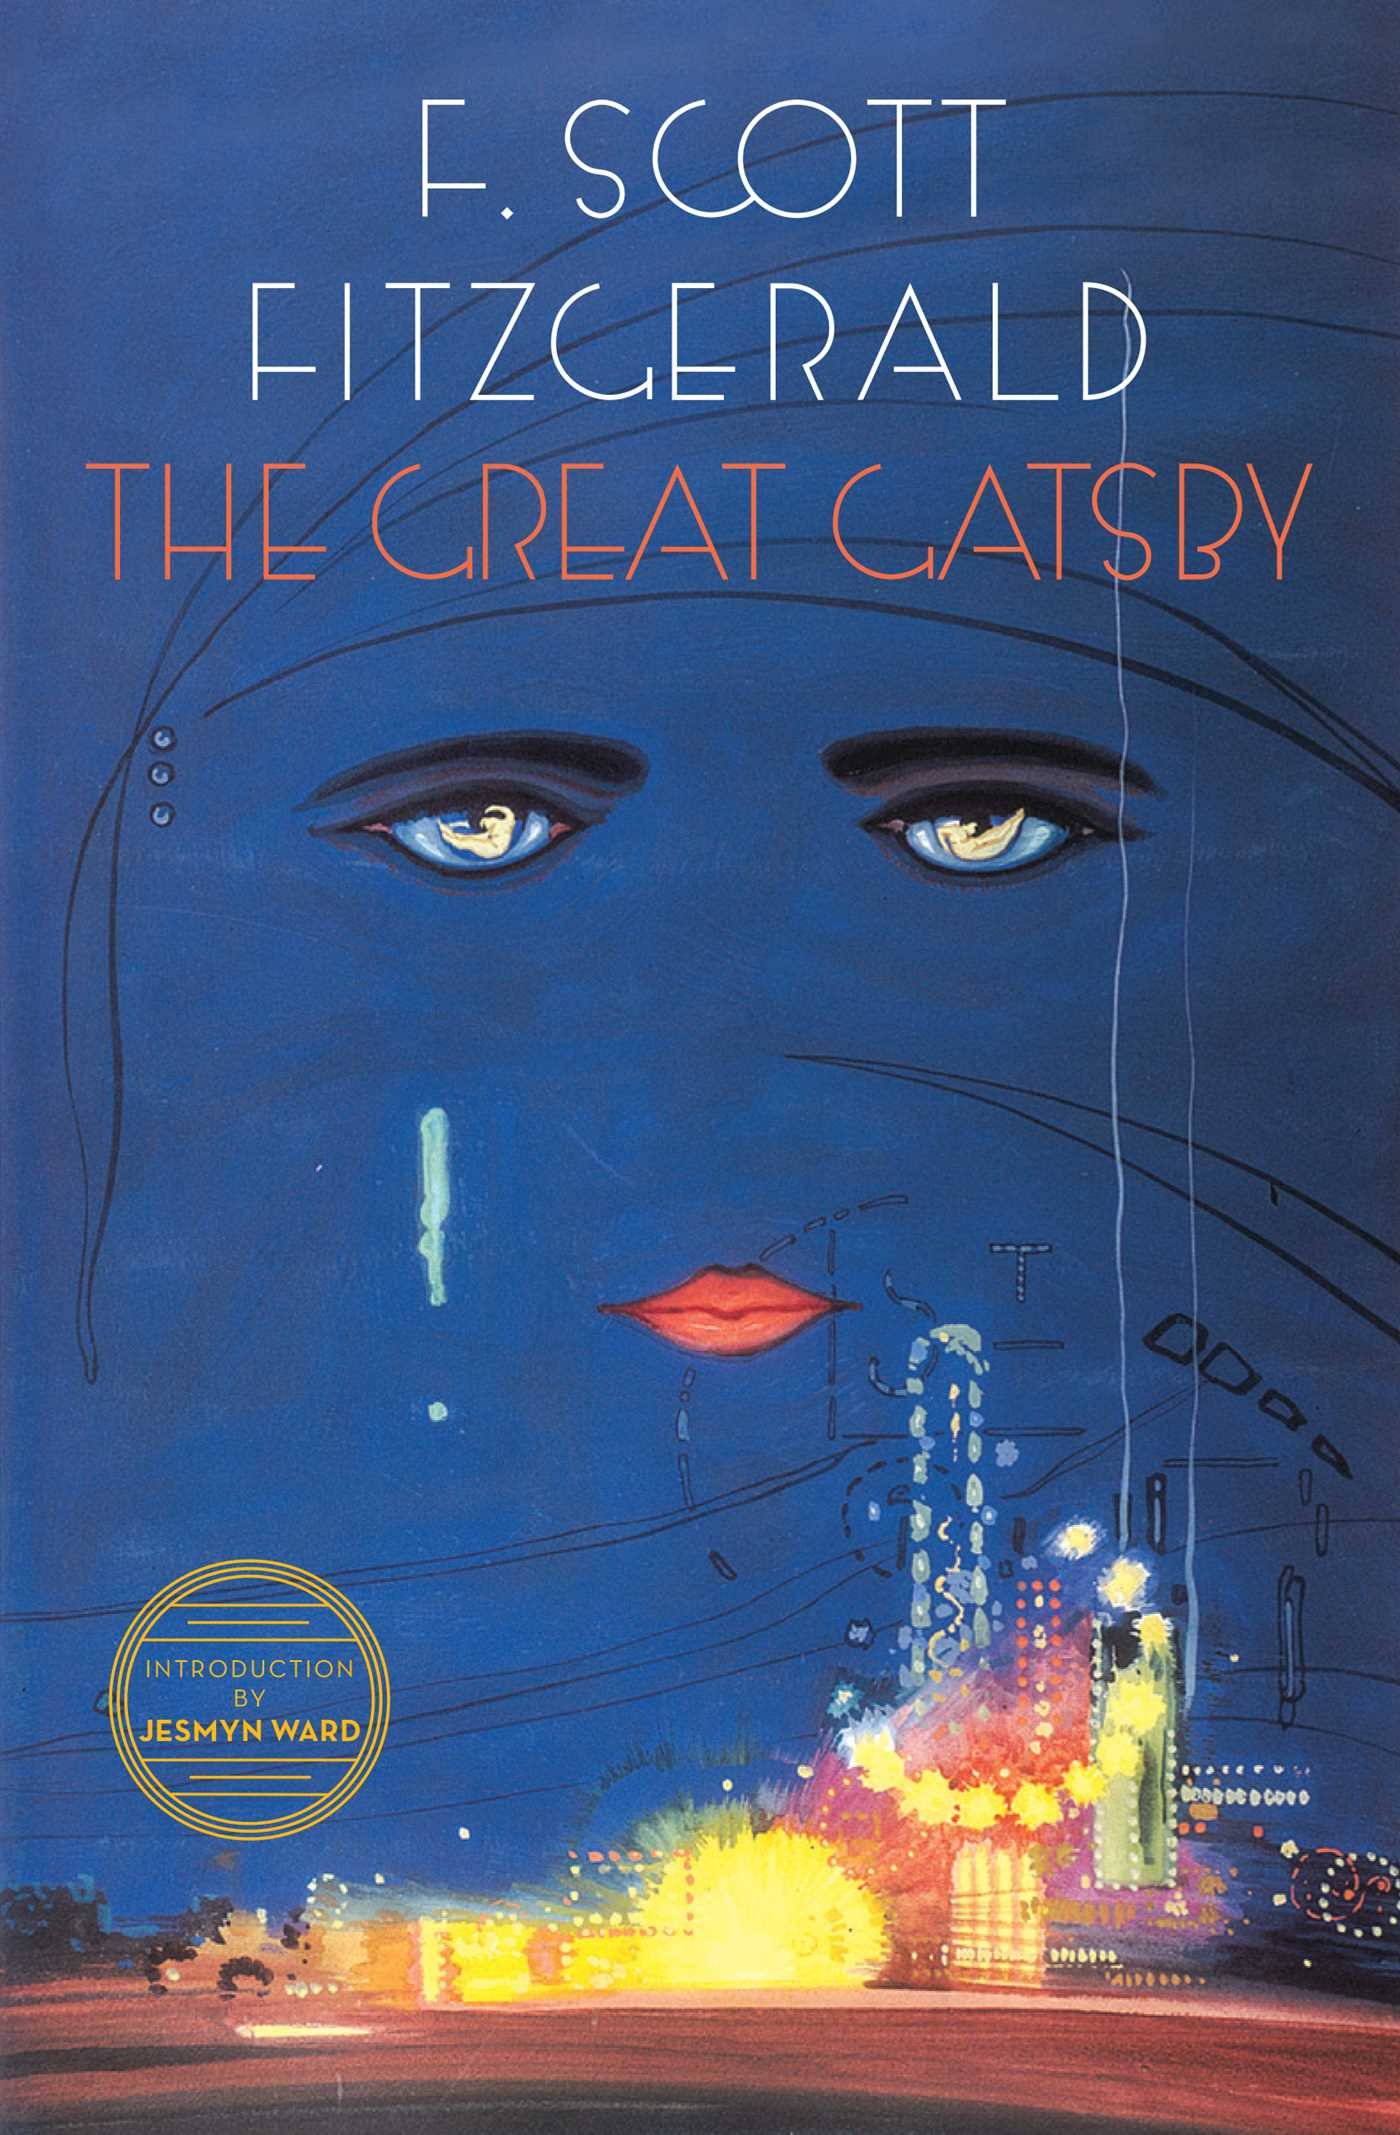 F. SCOTT
FITZGERALD
THE GREAT GATSBY
INTRODUCTION
BY
JESMYN WARD